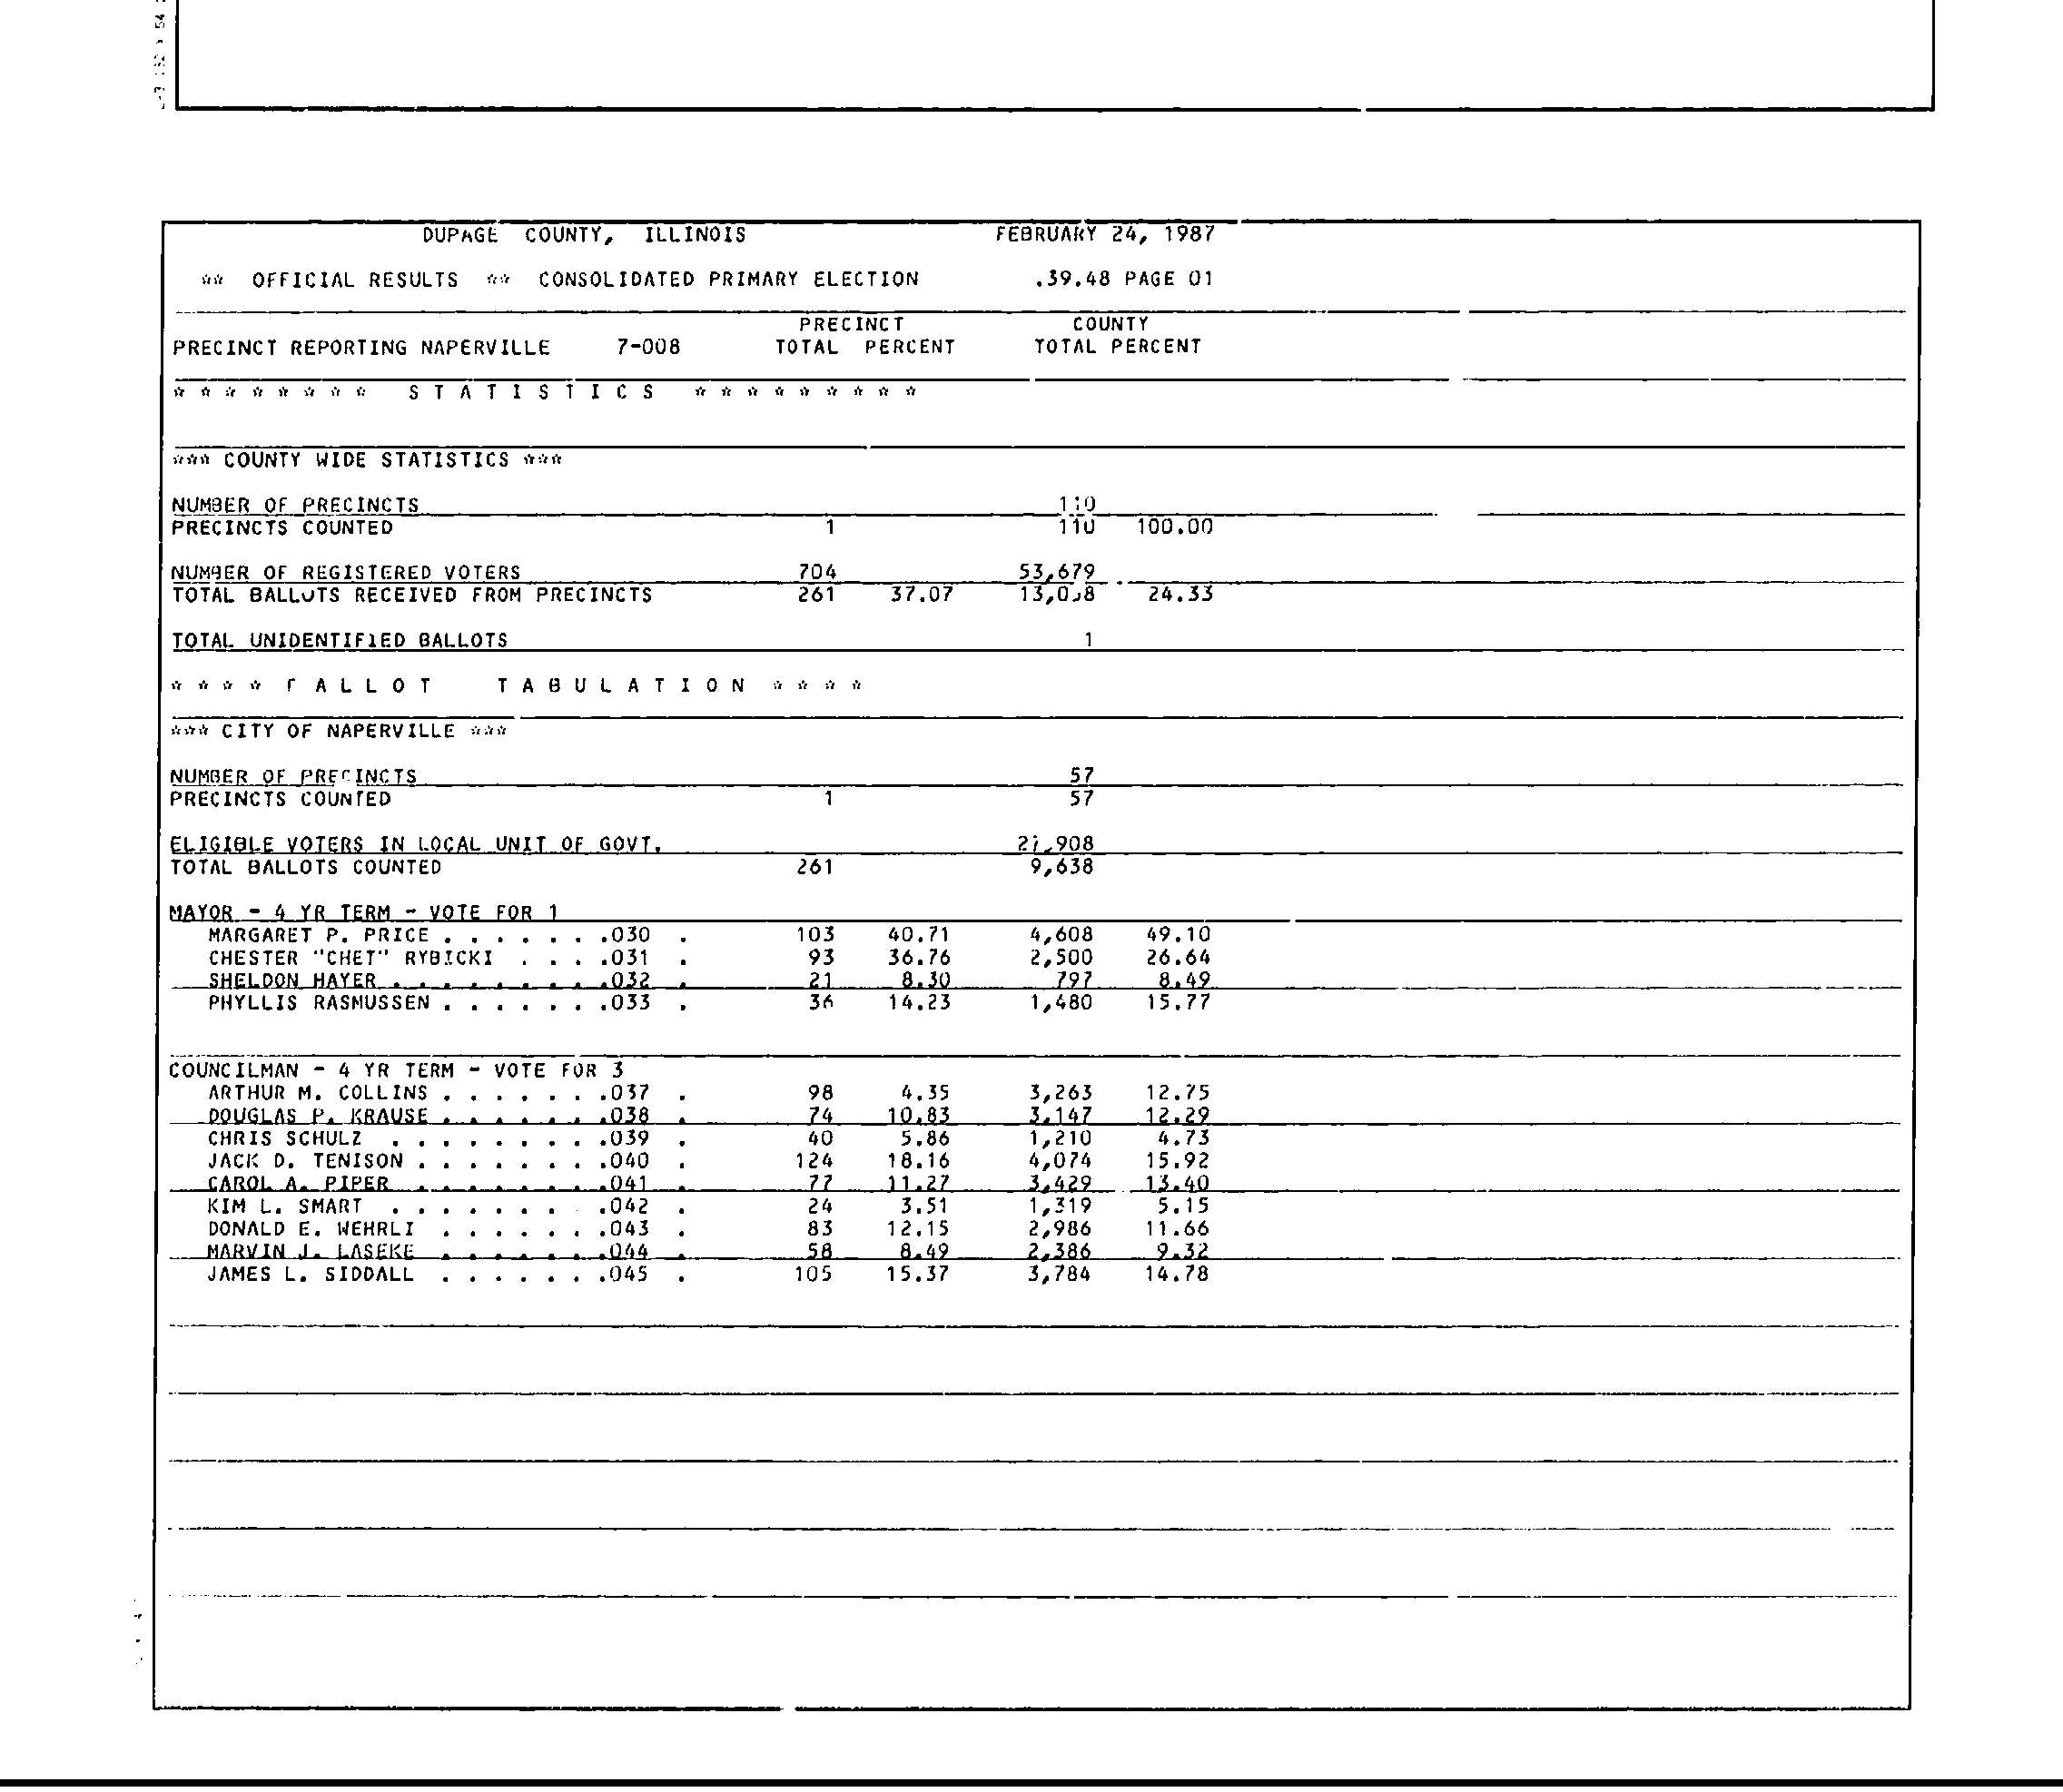 DUPAGE COUNTY, ILLINOIS FEBRUARY 24, 1987
** OFFICIAL RESULTS ** CONSOLIDATED PRIMARY ELECTION .39.48 PAGE 01
PRECINCT COUNTY
PRECINCT REPORTING NAPERVILLE 7-008 TOTAL PERCENT TOTAL PERCENT
* * * * * * * * S T A T I S T I C S * * * * * * * * *
*** COUNTY WIDE STATISTICS ***
NUMBER OF PRECINCTS 110
PRECINCTS COUNTED 1 110 100.00
NUMBER OF REGISTERED VOTERS 704 53,679
TOTAL BALLOTS RECEIVED FROM PRECINCTS 261 37.07 24.33
TOTAL UNIDENTIFIED BALLOTS 1
* * * * A L L O T T A B U L A T I O N * * * *
*** CITY OF NAPERVILLE ***
NUMBER OF PRECINCTS 57
PRECINCTS COUNTED 1 57
ELIGIBLE VOTERS IN LOCAL UNIT OF GOVT.
TOTAL BALLOTS COUNTED 261 9,638
MAYOR - 4 YR TERM - VOTE FOR 1
MARGARET P. PRICE . . . . . . .030 . 103 40.71 4,608 49.10
CHESTER "CHET" RYBICKI . . . .031 . 93 36.76 2,500 26.64
SHELDON HAYER . . . . . . . . .032 . 21 8.30 797 8.49
PHYLLIS RASMUSSEN . . . . . . .033 . 36 14.23 1,480 15.77
COUNCILMAN - 4 YR TERM - VOTE FOR 3
ARTHUR M. COLLINS . . . . . . .037 . 98 4.35 3,263 12.75
DOUGLAS P. KRAUSE . . . . . . .038 . 74 10.83 3,147 12.29
CHRIS SCHULZ . . . . . . . . .039 . 40 5.86 1,210 4.73
JACK D. TENISON . . . . . . . .040 . 124 18.16 4,074 15.92
CAROL A. PIPER . . . . . . . .041 . 77 11.27 3,429 13.40
KIM L. SMART . . . . . . . . .042 . 24 3.51 1,319 5.15
DONALD E. WEHRLI . . . . . . .043 . 83 12.15 2,986 11.66
MARVIN J. LASEKE . . . . . . .044 . 58 8.49 2,386 9.32
JAMES L. SIDDALL . . . . . . .045 . 105 15.37 3,784 14.78